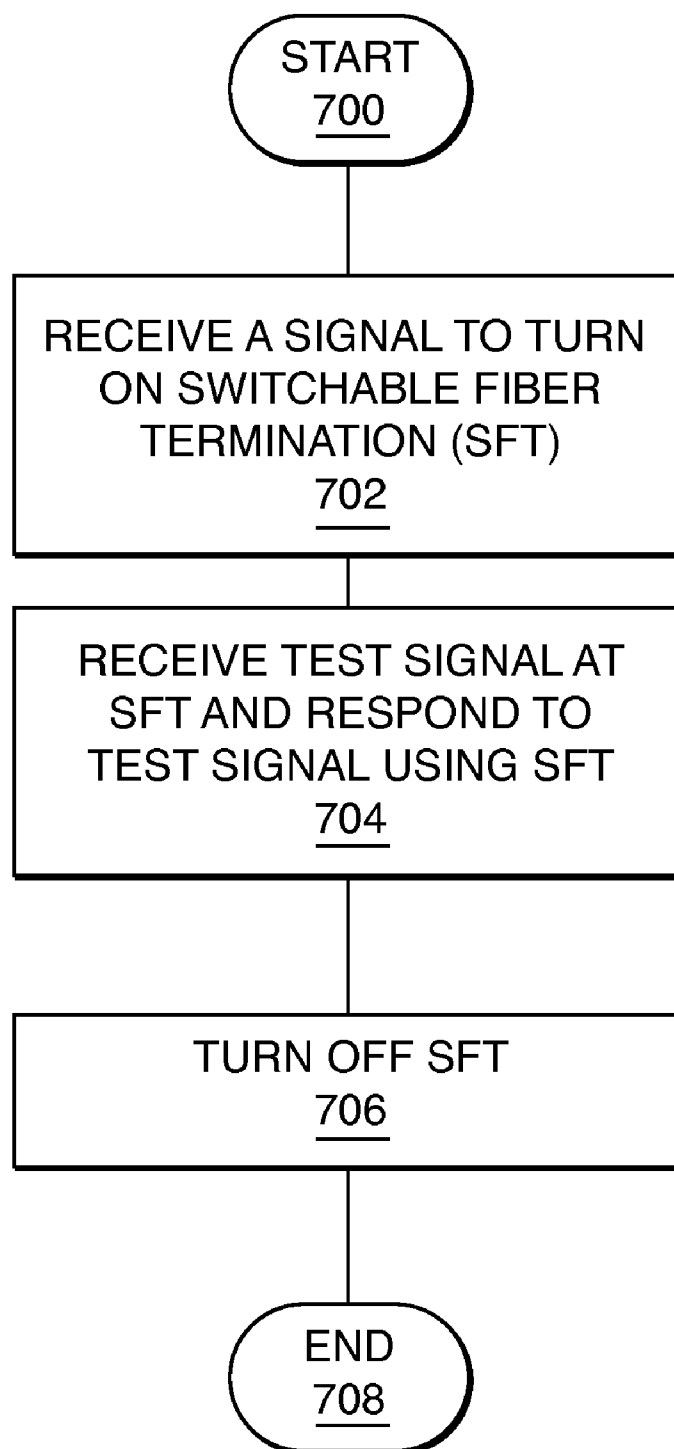 START
700
RECEIVE A SIGNAL TO TURN
ON SWITCHABLE FIBER
TERMINATION (SFT)
702
RECEIVE TEST SIGNAL AT
SFT AND RESPOND TO
TEST SIGNAL USING SFT
704
TURN OFF SFT
706
END
708